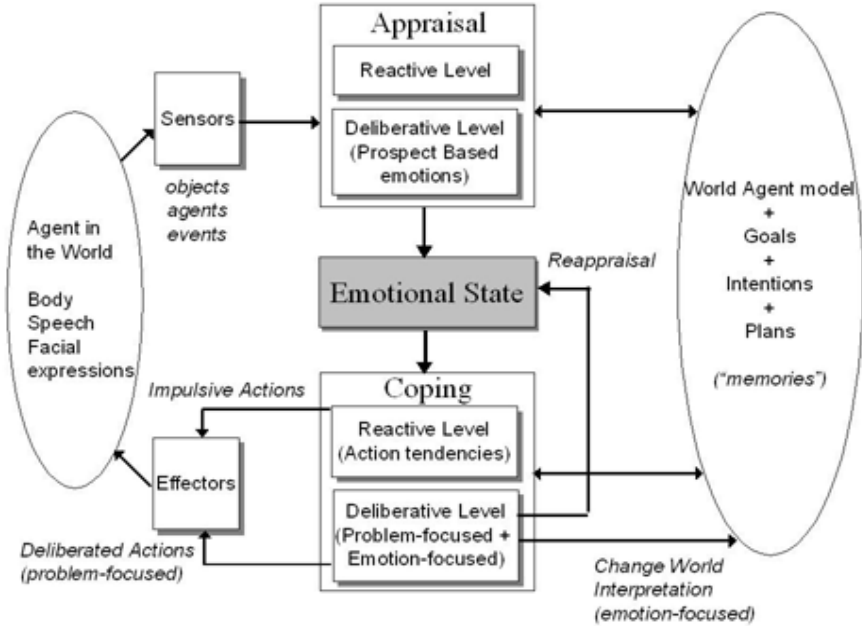 Appraisal
Reactive Level
Deliberative Level
(Prospect Based
emotions)
Sensors
objects
agents
events
Agent in
the World
Body
Speech
Facial
expressions
World Agent model
+
Goals
+
Intentions
+
Plans
("memories")
Reappraisal
Emotional State
Coping
Impulsive Actions
Reactive Level
(Action tendencies)
Effectors
Deliberative Level
(Problem-focused +
Emotion-focused)
Deliberated Actions
(problem-focused)
Change World
Interpretation
(emotion-focused)